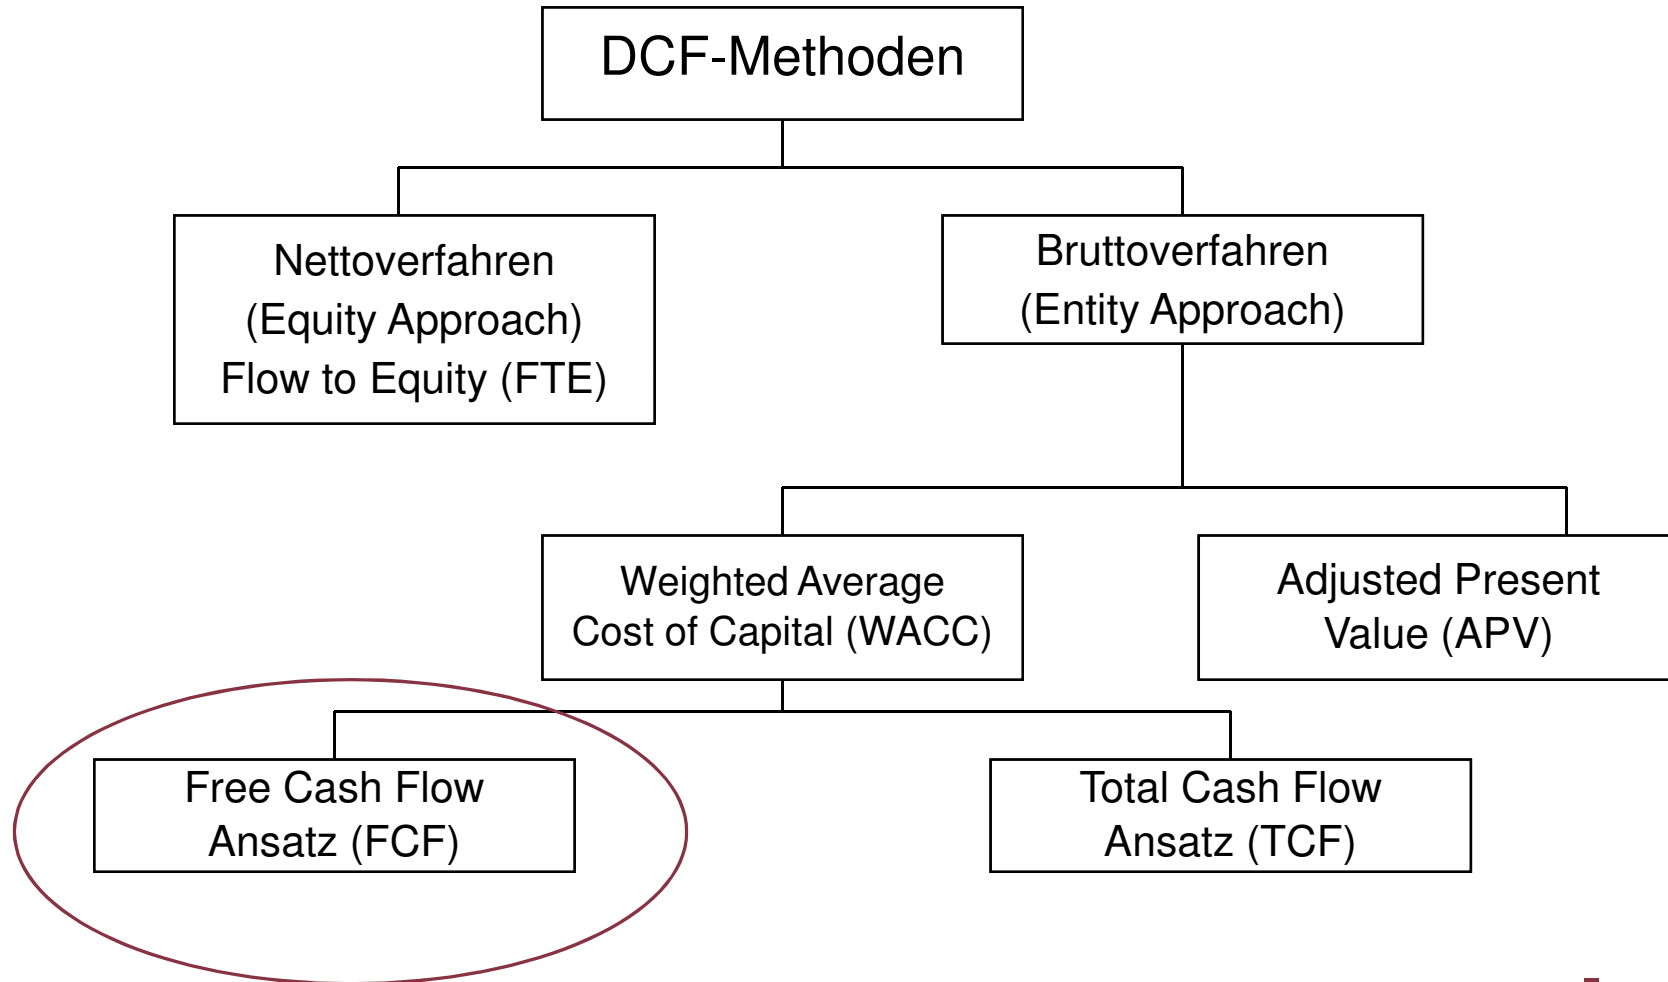 DCF-Methoden
Nettoverfahren
(Equity Approach)
Flow to Equity (FTE)
Bruttoverfahren
(Entity Approach)
Weighted Average
Cost of Capital (WACC)
Adjusted Present
Value (APV)
Free Cash Flow
Ansatz (FCF)
Total Cash Flow
Ansatz (TCF)